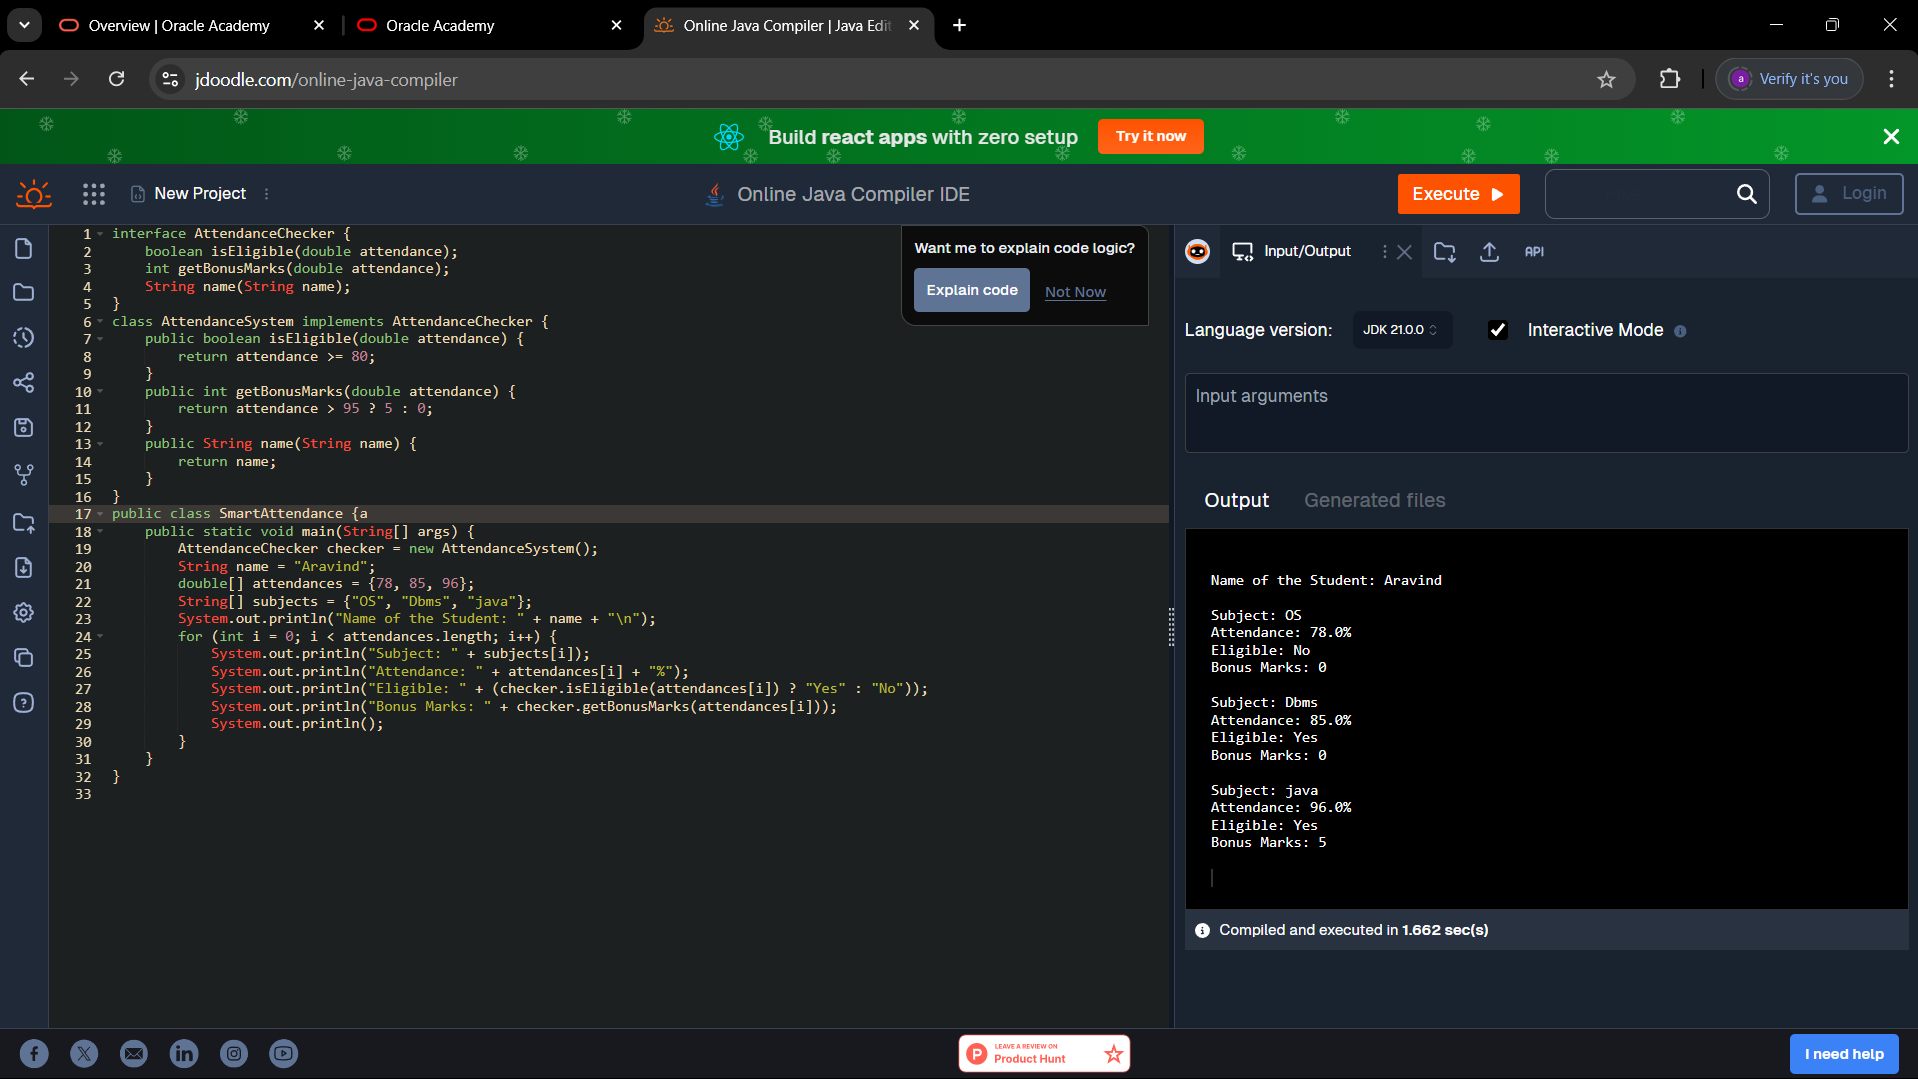 Overview | Oracle Academy
Oracle Academy
Online Java Compiler | Java Edi
jdoodle.com/online-java-compiler
a Verify it's you
Build react apps with zero setup Try it now
New Project
Online Java Compiler IDE
Execute
Login
1 interface AttendanceChecker {
2 boolean isEligible(double attendance);
3 int getBonusMarks(double attendance);
4 String name(String name);
5 }
6 class AttendanceSystem implements AttendanceChecker {
7 public boolean isEligible(double attendance) {
8 return attendance >= 80;
9 }
10 public int getBonusMarks(double attendance) {
11 return attendance > 95 ? 5 : 0;
12 }
13 public String name(String name) {
14 return name;
15 }
16 }
17 public class SmartAttendance {a
18 public static void main(String[] args) {
19 AttendanceChecker checker = new AttendanceSystem();
20 String name = "Aravind";
21 double[] attendances = {78, 85, 96};
22 String[] subjects = {"OS", "Dbms", "java"};
23 System.out.println("Name of the Student: " + name + "\n");
24 for (int i = 0; i < attendances.length; i++) {
25 System.out.println("Subject: " + subjects[i]);
26 System.out.println("Attendance: " + attendances[i] + "%");
27 System.out.println("Eligible: " + (checker.isEligible(attendances[i]) ? "Yes" : "No"));
28 System.out.println("Bonus Marks: " + checker.getBonusMarks(attendances[i]));
29 System.out.println();
30 }
31 }
32 }
33
Want me to explain code logic?
Explain code Not Now
Input/Output
API
Language version: JDK 21.0.0 Interactive Mode
Input arguments
Output Generated files
Name of the Student: Aravind
Subject: OS
Attendance: 78.0%
Eligible: No
Bonus Marks: 0
Subject: Dbms
Attendance: 85.0%
Eligible: Yes
Bonus Marks: 0
Subject: java
Attendance: 96.0%
Eligible: Yes
Bonus Marks: 5
Compiled and executed in 1.662 sec(s)
P
LEAVE A REVIEW ON
Product Hunt
I need help